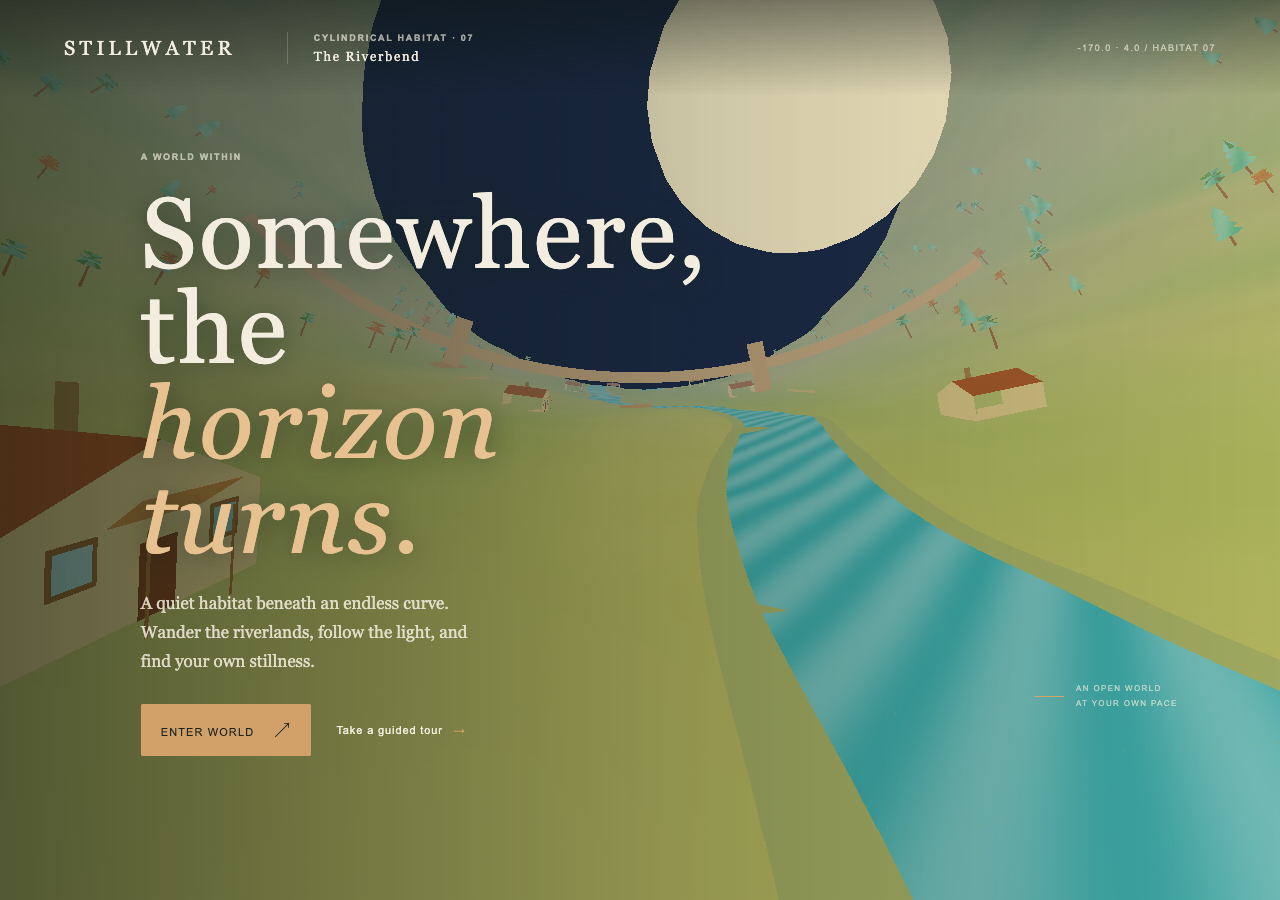 STILLWATER
CYLINDRICAL HABITAT · 07
The Riverbend
-170.0 · 4.0 / HABITAT 07
A WORLD WITHIN
Somewhere,
the
horizon
turns.
A quiet habitat beneath an endless curve.
Wander the riverlands, follow the light, and
find your own stillness.
ENTER WORLD ↗
Take a guided tour →
AN OPEN WORLD
AT YOUR OWN PACE